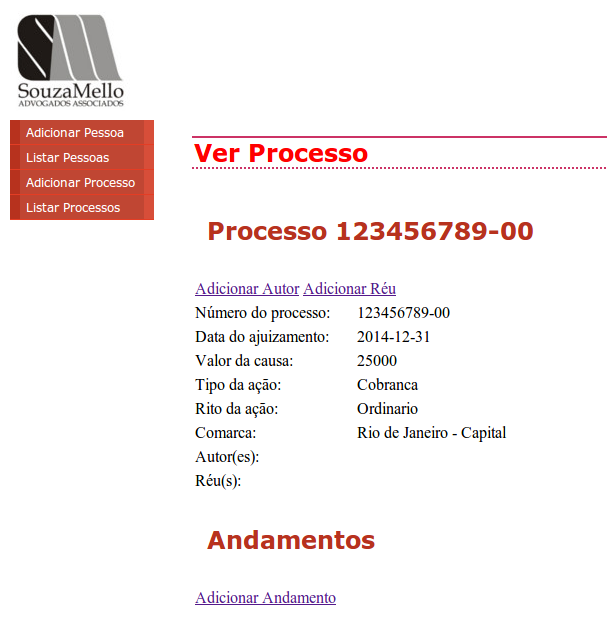 SouzaMello
ADVOGADOS ASSOCIADOS
Adicionar Pessoa
Listar Pessoas
Adicionar Processo
Listar Processos
Ver Processo
Processo 123456789-00
Adicionar Autor Adicionar Réu
Número do processo: 123456789-00
Data do ajuizamento: 2014-12-31
Valor da causa: 25000
Tipo da ação: Cobranca
Rito da ação: Ordinario
Comarca: Rio de Janeiro - Capital
Autor(es):
Réu(s):
Andamentos
Adicionar Andamento